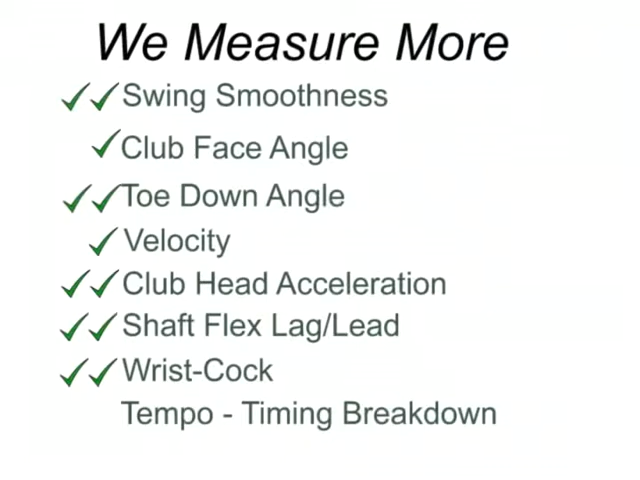 We Measure More
✓✓Swing Smoothness
✓Club Face Angle
✓✓Toe Down Angle
✓Velocity
✓✓Club Head Acceleration
✓✓Shaft Flex Lag/Lead
✓✓Wrist-Cock
Tempo - Timing Breakdown